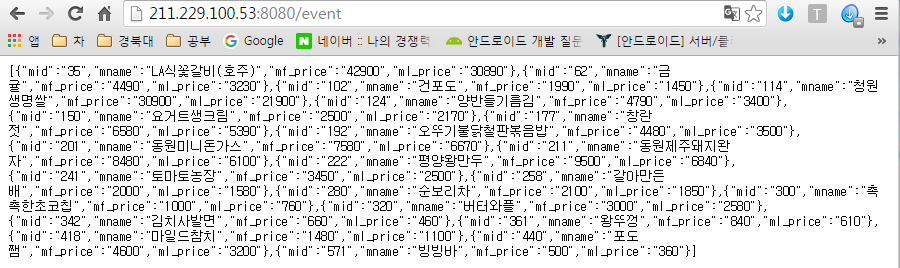 211.229.100.53:8080/event
앱 차 경북대 Google 네이버 :: 나의 경쟁력, 안드로이드 개발 질문 [안드로이드] 서버/클
[{"mid":"35","mname":"LA식꽃갈비(호주)","mf_price":"42900","ml_price":"30890"},{"mid":"62","mname":"금
귤","mf_price":"4490","ml_price":"3230"},{"mid":"102","mname":"건포도","mf_price":"1990","ml_price":"1450"},{"mid":"114","mname":"청원
생명쌀","mf_price":"30900","ml_price":"21900"},{"mid":"124","mname":"양반들기름김","mf_price":"4790","ml_price":"3400"},
{"mid":"150","mname":"요거트생크림","mf_price":"2500","ml_price":"2170"},{"mid":"177","mname":"창란
젓","mf_price":"6580","ml_price":"5390"},{"mid":"192","mname":"오뚜기불닭철판볶음밥","mf_price":"4480","ml_price":"3500"},
{"mid":"201","mname":"동원미니돈가스","mf_price":"7580","ml_price":"6670"},{"mid":"211","mname":"동원제주돼지완
자","mf_price":"8480","ml_price":"6100"},{"mid":"222","mname":"평양왕만두","mf_price":"9500","ml_price":"6840"},
{"mid":"241","mname":"토마토농장","mf_price":"3450","ml_price":"2500"},{"mid":"258","mname":"갈아만든
배","mf_price":"2000","ml_price":"1580"},{"mid":"280","mname":"순보리차","mf_price":"2100","ml_price":"1850"},{"mid":"300","mname":"촉
촉한초코칩","mf_price":"1000","ml_price":"760"},{"mid":"320","mname":"버터와플","mf_price":"3000","ml_price":"2580"},
{"mid":"342","mname":"김치사발면","mf_price":"660","ml_price":"460"},{"mid":"361","mname":"왕뚜껑","mf_price":"840","ml_price":"610"},
{"mid":"418","mname":"마일드참치","mf_price":"1480","ml_price":"1100"},{"mid":"440","mname":"포도
쨈","mf_price":"4600","ml_price":"3200"},{"mid":"571","mname":"빙빙바","mf_price":"500","ml_price":"360"}]